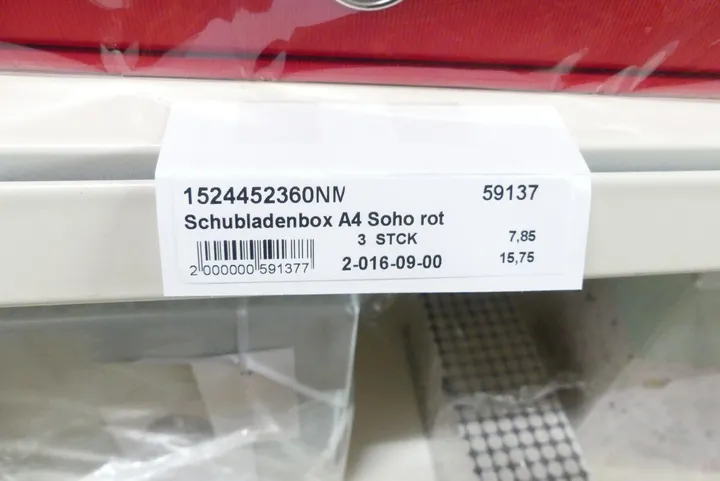 1524452360NM 59137
Schubladenbox A4 Soho rot
3 STCK 7,85
2 000000 591377 2-016-09-00 15,75